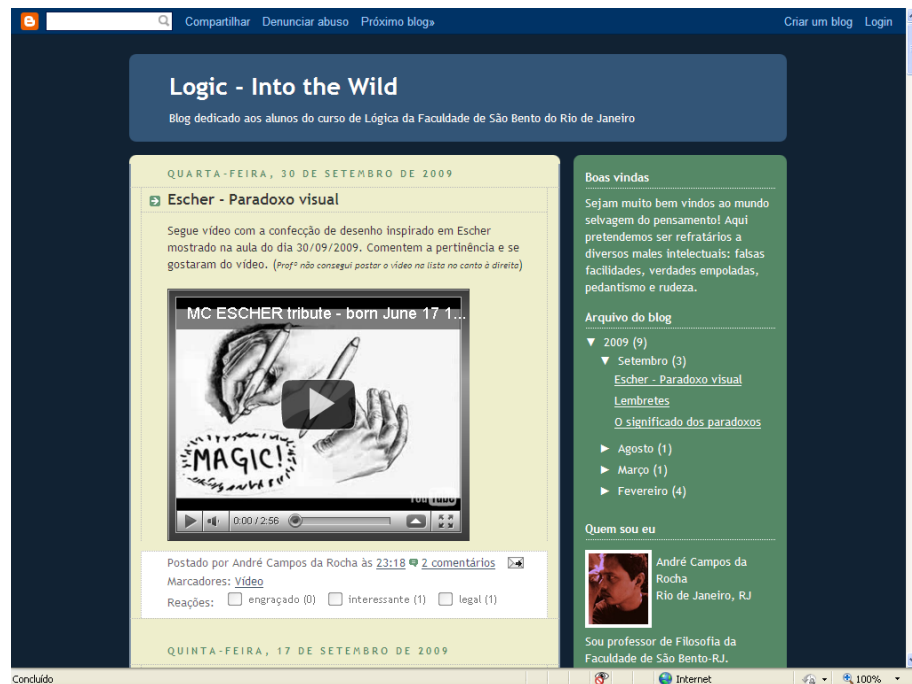 Compartilhar Denunciar abuso Próximo blog» Criar um blog Login
Logic - Into the Wild
Blog dedicado aos alunos do curso de Lógica da Faculdade de São Bento do Rio de Janeiro
QUARTA-FEIRA, 30 DE SETEMBRO DE 2009
Escher - Paradoxo visual
Segue vídeo com a confecção de desenho inspirado em Escher
mostrado na aula do dia 30/09/2009. Comentem a pertinência e se
gostaram do vídeo. (Profº não consegui postar o vídeo na lista no canto à direita)
MC ESCHER tribute - born June 17 1...
MAGIC!
YouTube
0:00 / 2:56
Postado por André Campos da Rocha às 23:18 2 comentários
Marcadores: Vídeo
Reações: engraçado (0) interessante (1) legal (1)
QUINTA-FEIRA, 17 DE SETEMBRO DE 2009
Boas vindas
Sejam muito bem vindos ao mundo
selvagem do pensamento! Aqui
pretendemos ser refratários a
diversos males intelectuais: falsas
facilidades, verdades empoladas,
pedantismo e rudeza.
Arquivo do blog
▼ 2009 (9)
▼ Setembro (3)
Escher - Paradoxo visual
Lembretes
O significado dos paradoxos
► Agosto (1)
► Março (1)
► Fevereiro (4)
Quem sou eu
André Campos da
Rocha
Rio de Janeiro, RJ
Sou professor de Filosofia da
Faculdade de São Bento-RJ.
Concluído Internet 100%